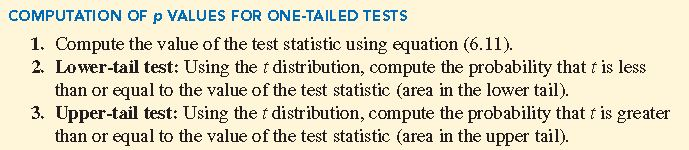 COMPUTATION OF p VALUES FOR ONE-TAILED TESTS
1. Compute the value of the test statistic using equation (6.11).
2. Lower-tail test: Using the t distribution, compute the probability that t is less
than or equal to the value of the test statistic (area in the lower tail).
3. Upper-tail test: Using the t distribution, compute the probability that t is greater
than or equal to the value of the test statistic (area in the upper tail).